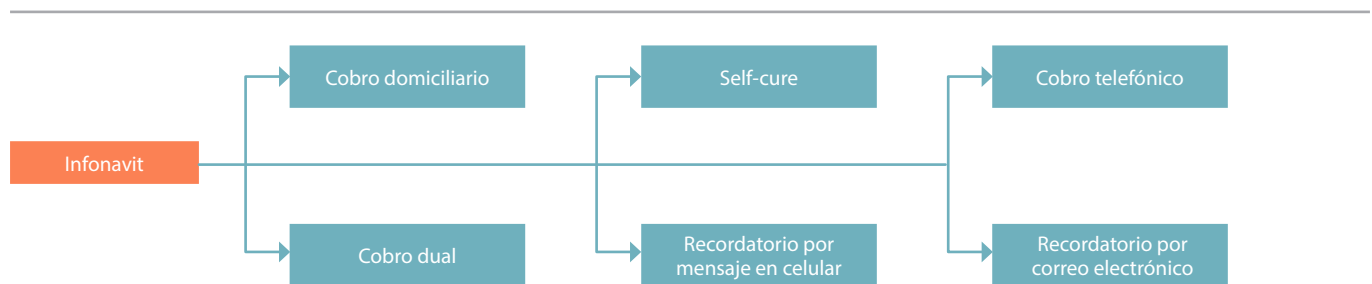 Cobro domiciliario
Self-cure
Cobro telefónico
Infonavit
Cobro dual
Recordatorio por
mensaje en celular
Recordatorio por
correo electrónico